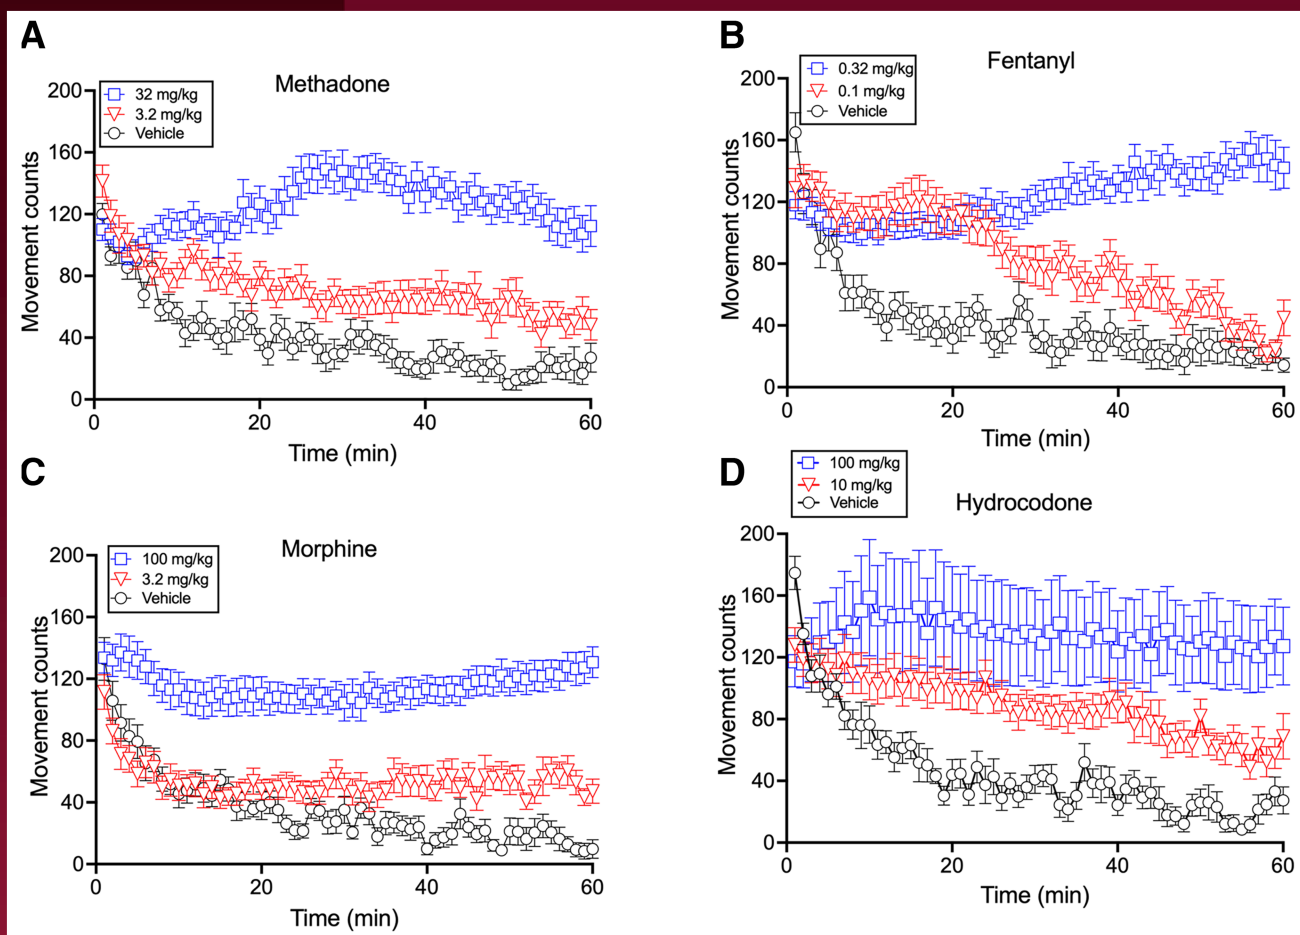 A
Methadone
32 mg/kg
3.2 mg/kg
Vehicle
Movement counts
200
160
120
80
40
0
0 20 40 60
Time (min)
B
Fentanyl
0.32 mg/kg
0.1 mg/kg
Vehicle
Movement counts
200
160
120
80
40
0
0 20 40 60
Time (min)
C
Morphine
100 mg/kg
3.2 mg/kg
Vehicle
Movement counts
200
160
120
80
40
0
0 20 40 60
Time (min)
D
Hydrocodone
100 mg/kg
10 mg/kg
Vehicle
Movement counts
200
160
120
80
40
0
0 20 40 60
Time (min)